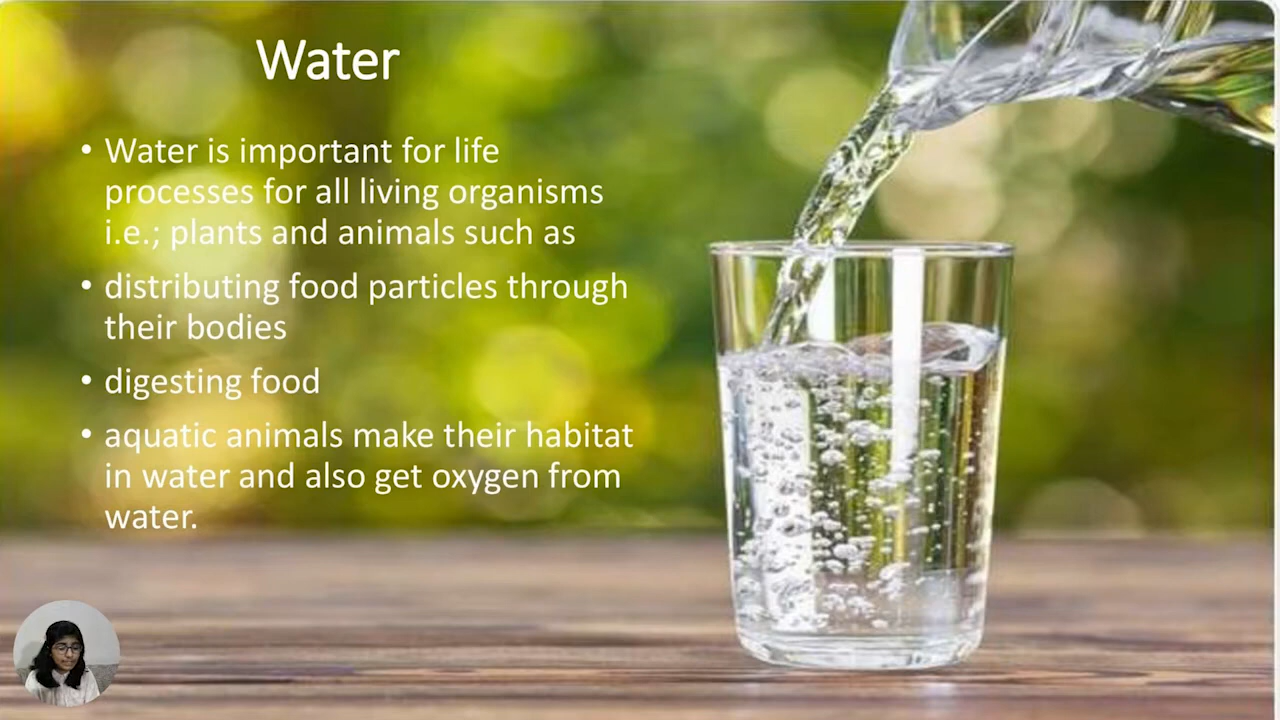 Water
• Water is important for life
processes for all living organisms
i.e.; plants and animals such as
• distributing food particles through
their bodies
• digesting food
• aquatic animals make their habitat
in water and also get oxygen from
water.